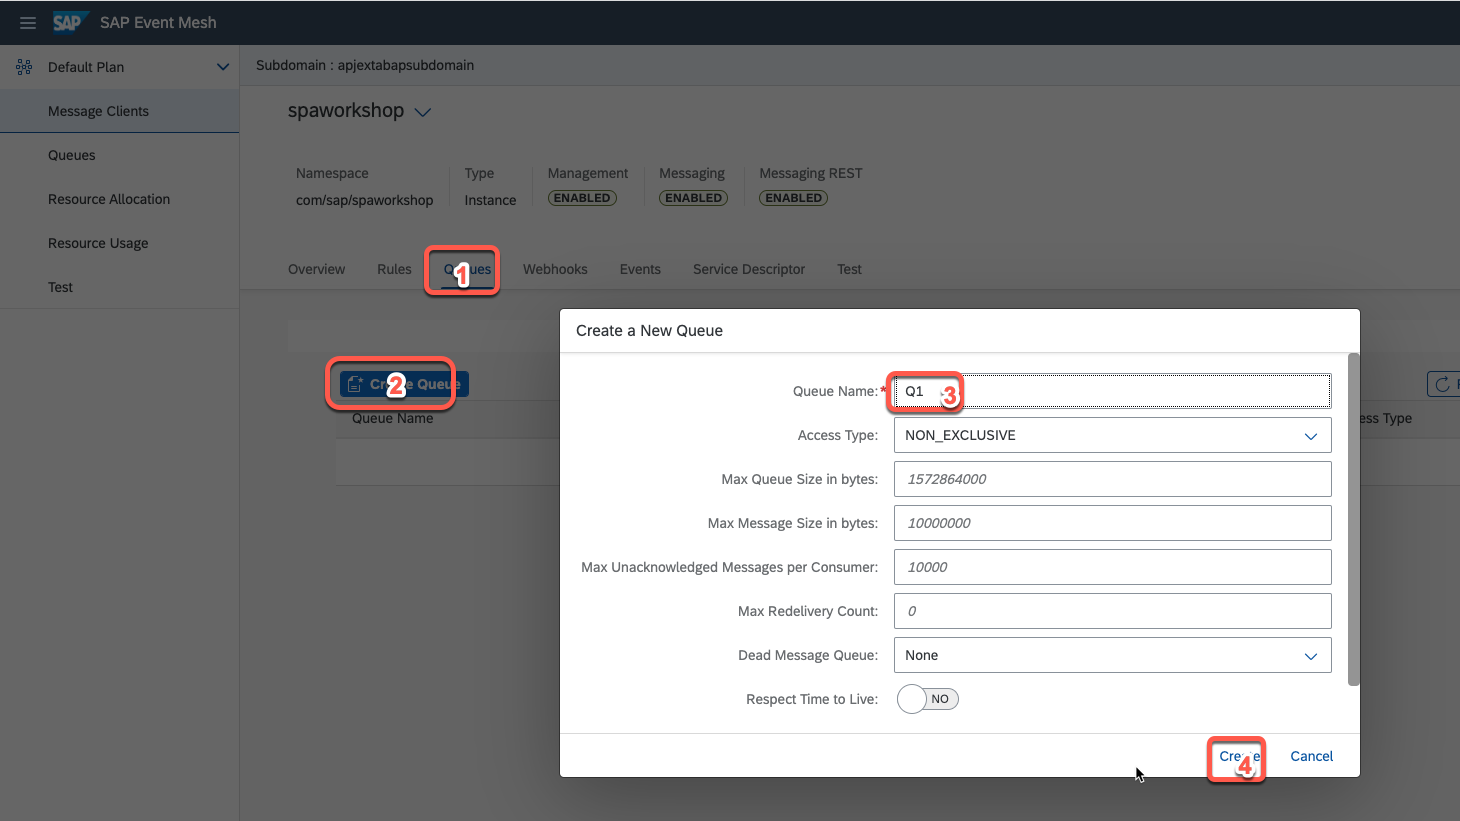 SAP SAP Event Mesh
Default Plan
Message Clients
Queues
Resource Allocation
Resource Usage
Test
Subdomain : apjextabapsubdomain
spaworkshop
Namespace Type Management Messaging Messaging REST
com/sap/spaworkshop Instance ENABLED ENABLED ENABLED
Overview Rules Queues Webhooks Events Service Descriptor Test
1
Create Queue
2
Queue Name
Access Type
Create a New Queue
Queue Name:* Q1
3
Access Type: NON_EXCLUSIVE
Max Queue Size in bytes: 1572864000
Max Message Size in bytes: 10000000
Max Unacknowledged Messages per Consumer: 10000
Max Redelivery Count: 0
Dead Message Queue: None
Respect Time to Live: NO
Create Cancel
4